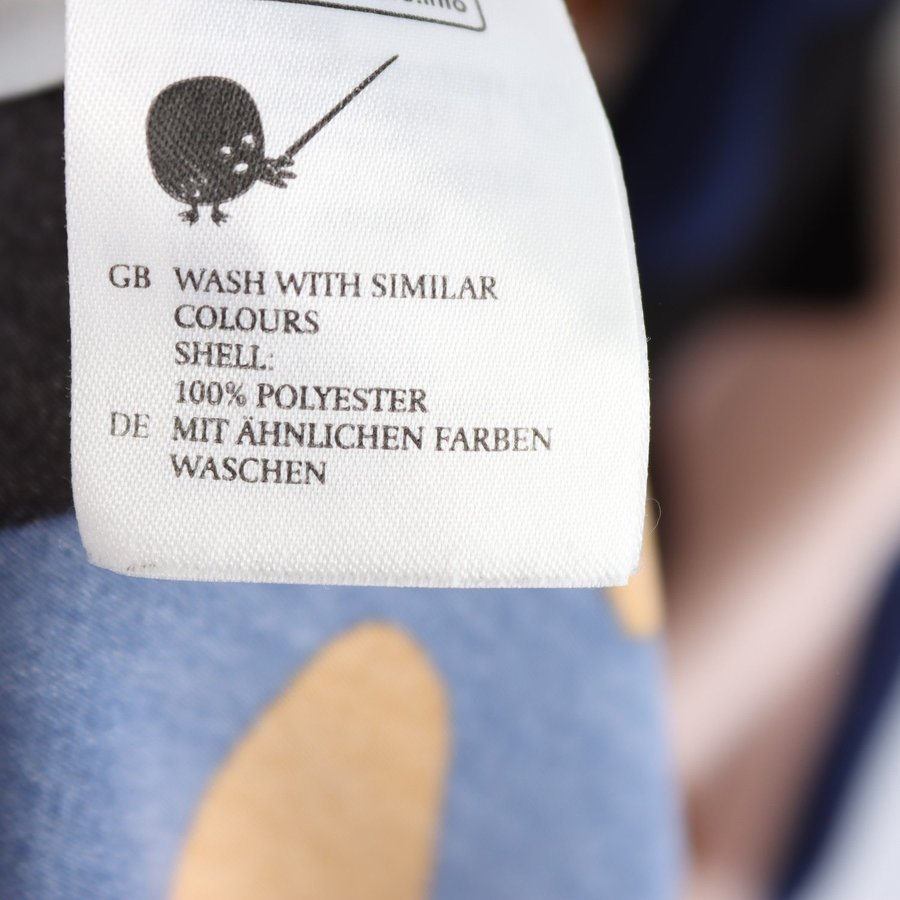 GB WASH WITH SIMILAR
COLOURS
SHELL:
100% POLYESTER
DE MIT ÄHNLICHEN FARBEN
WASCHEN